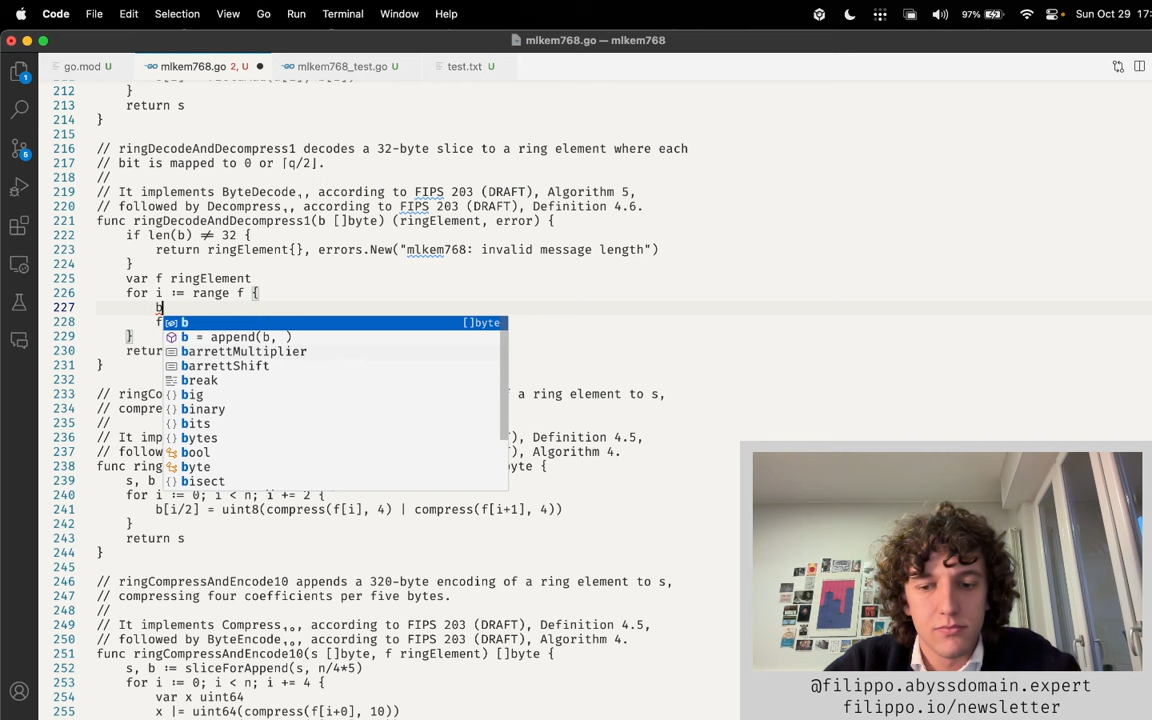 Code File Edit Selection View Go Run Terminal Window Help 97% Sun Oct 29 17:
mlkem768.go — mlkem768
go.mod U mlkem768.go 2, U mlkem768_test.go U test.txt U
212 }
213 return s
214 }
215
216 // ringDecodeAndDecompress1 decodes a 32-byte slice to a ring element where each
217 // bit is mapped to 0 or ⌈q/2⌋.
218 //
219 // It implements ByteDecode₁, according to FIPS 203 (DRAFT), Algorithm 5,
220 // followed by Decompress₁, according to FIPS 203 (DRAFT), Definition 4.6.
221 func ringDecodeAndDecompress1(b []byte) (ringElement, error) {
222 if len(b) != 32 {
223 return ringElement{}, errors.New("mlkem768: invalid message length")
224 }
225 var f ringElement
226 for i := range f {
227 b
228 f
229 }
230 retur
231 }
232
233 // ringCo f a ring element to s,
234 // compre
235 //
236 // It imp T), Definition 4.5,
237 // follow ), Algorithm 4.
238 func ring yte {
239 s, b
240 for i := 0; i < n; i += 2 {
241 b[i/2] = uint8(compress(f[i], 4) | compress(f[i+1], 4))
242 }
243 return s
244 }
245
246 // ringCompressAndEncode10 appends a 320-byte encoding of a ring element to s,
247 // compressing four coefficients per five bytes.
248 //
249 // It implements Compress₁₀, according to FIPS 203 (DRAFT), Definition 4.5,
250 // followed by ByteEncode₁₀, according to FIPS 203 (DRAFT), Algorithm 4.
251 func ringCompressAndEncode10(s []byte, f ringElement) []byte {
252 s, b := sliceForAppend(s, n/4*5)
253 for i := 0; i < n; i += 4 {
254 var x uint64
255 x |= uint64(compress(f[i+0], 10))
b []byte
b = append(b, )
barrettMultiplier
barrettShift
break
big
binary
bits
bytes
bool
byte
bisect
1
5
@filippo.abyssdomain.expert
filippo.io/newsletter